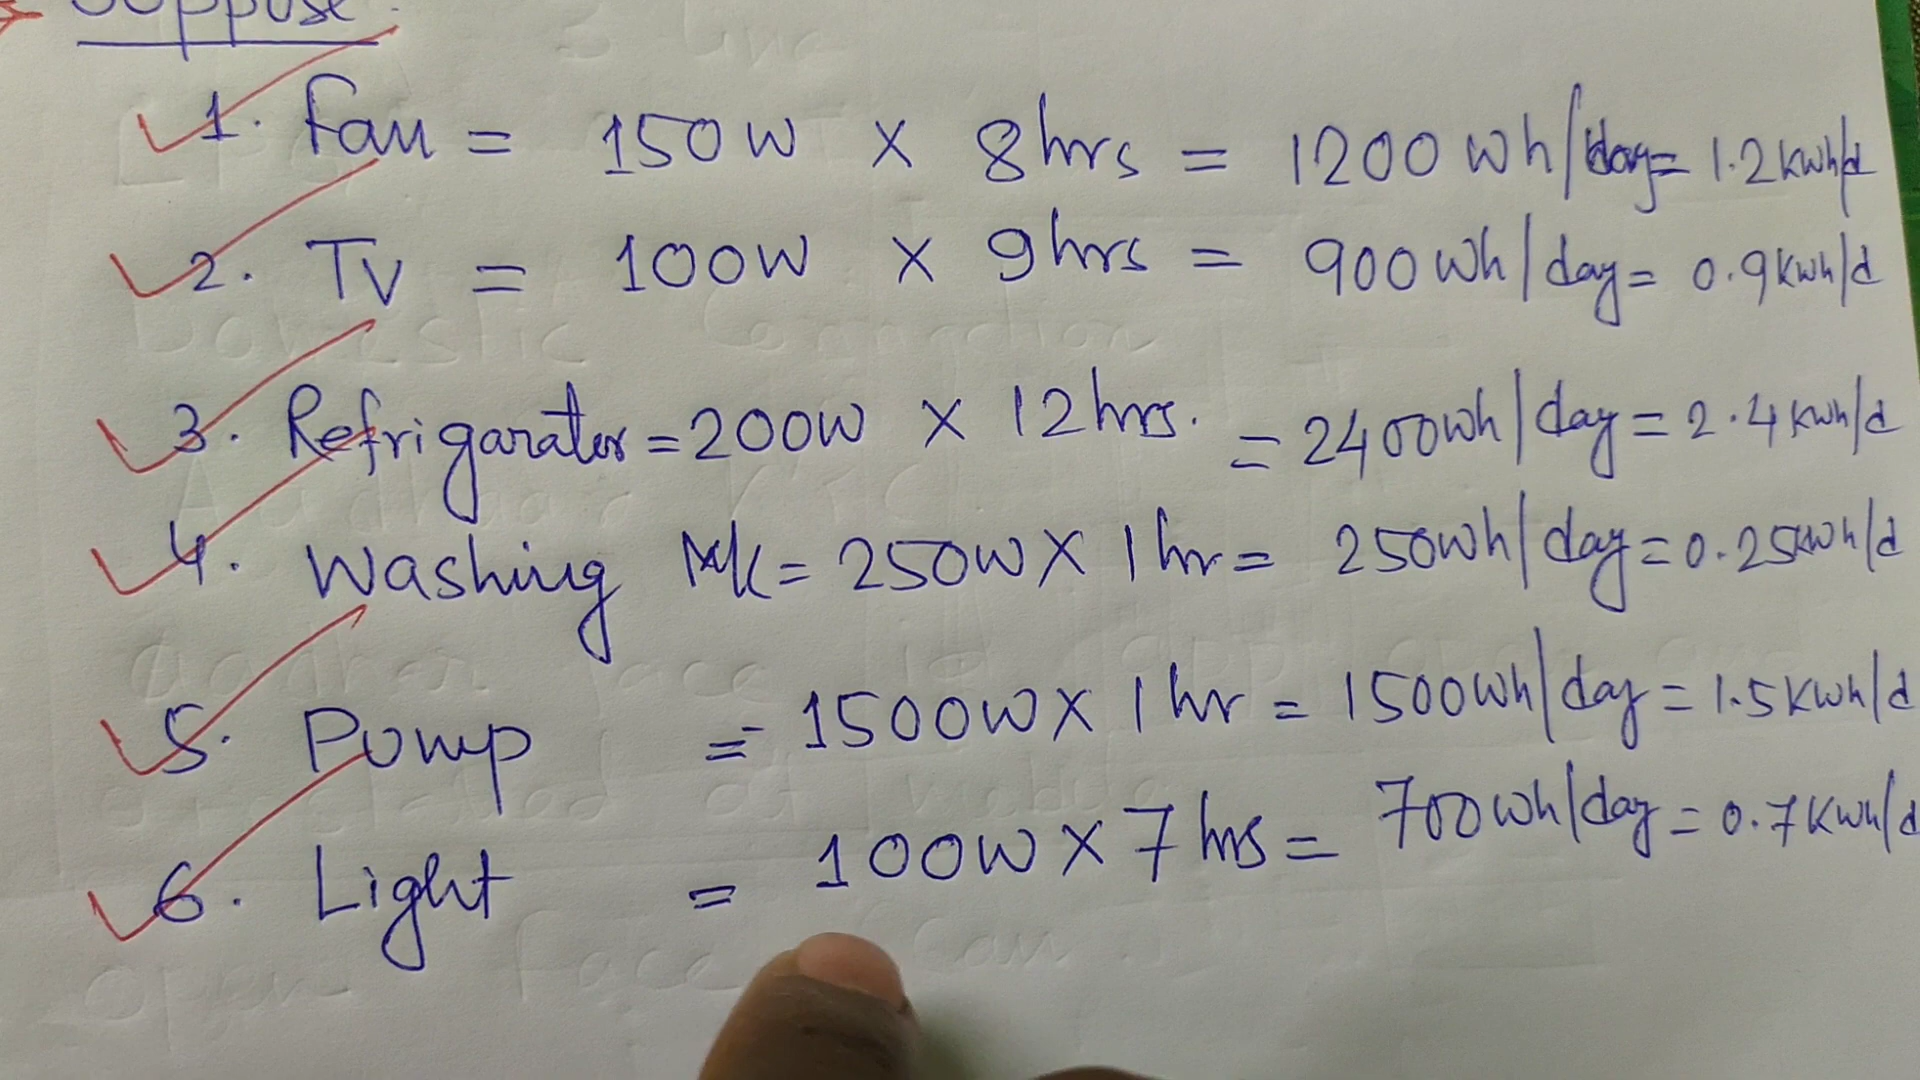 Suppose:
1. Fan = 150W X 8hrs = 1200 Wh/day = 1.2Kwh/d
2. TV = 100W X 9hrs = 900Wh/day = 0.9Kwh/d
3. Refrigarator = 200W X 12hrs. = 2400Wh/day = 2.4Kwh/d
4. Washing = 250W X 1hr = 250Wh/day = 0.25Kwh/d
5. Pump = 1500W X 1hr = 1500Wh/day = 1.5Kwh/d
6. Light = 100W X 7hrs = 700Wh/day = 0.7Kwh/d